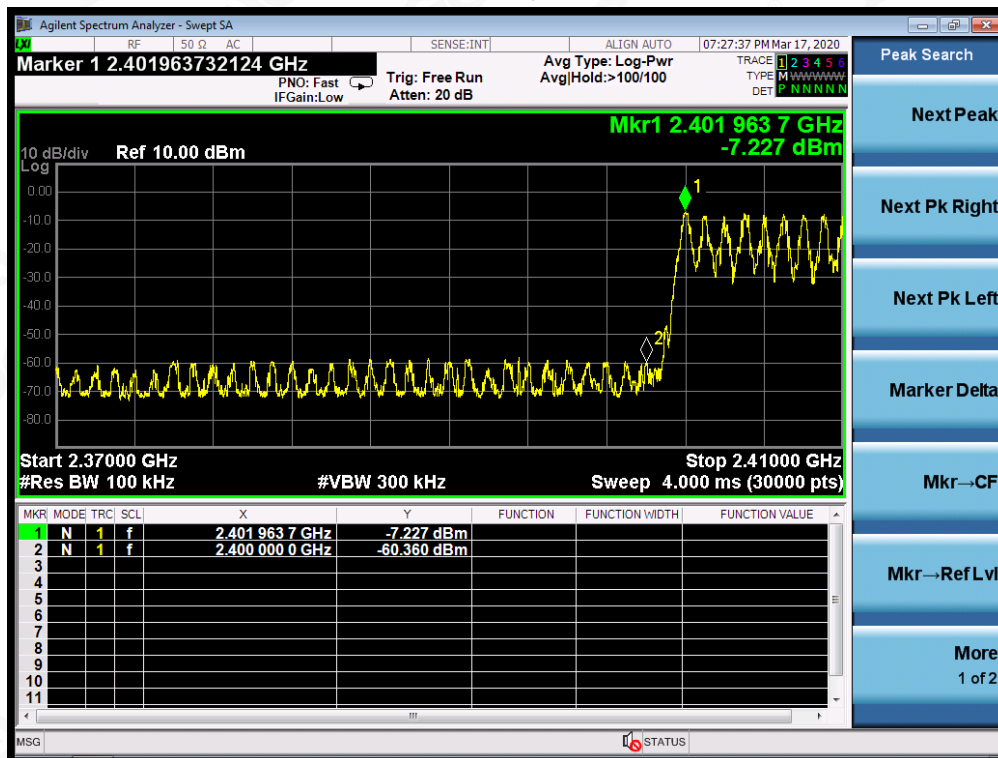 Agilent Spectrum Analyzer - Swept SA
LXI RF 50 Ω AC SENSE:INT ALIGN AUTO 07:27:37 PM Mar 17, 2020
Marker 1 2.401963732124 GHz
PNO: Fast
IFGain:Low
Trig: Free Run
Atten: 20 dB
Avg Type: Log-Pwr
Avg|Hold:>100/100
TRACE 1 2 3 4 5 6
TYPE M WWWWW
DET P N N N N N
Mkr1 2.401 963 7 GHz
-7.227 dBm
10 dB/div Ref 10.00 dBm
Log
0.00
-10.0
-20.0
-30.0
-40.0
-50.0
-60.0
-70.0
-80.0
1
2
Start 2.37000 GHz Stop 2.41000 GHz
#Res BW 100 kHz #VBW 300 kHz Sweep 4.000 ms (30000 pts)
MKR MODE TRC SCL X Y FUNCTION FUNCTION WIDTH FUNCTION VALUE
1 N 1 f 2.401 963 7 GHz -7.227 dBm
2 N 1 f 2.400 000 0 GHz -60.360 dBm
3
4
5
6
7
8
9
10
11
MSG STATUS
Peak Search
Next Peak
Next Pk Right
Next Pk Left
Marker Delta
Mkr→CF
Mkr→Ref Lvl
More
1 of 2